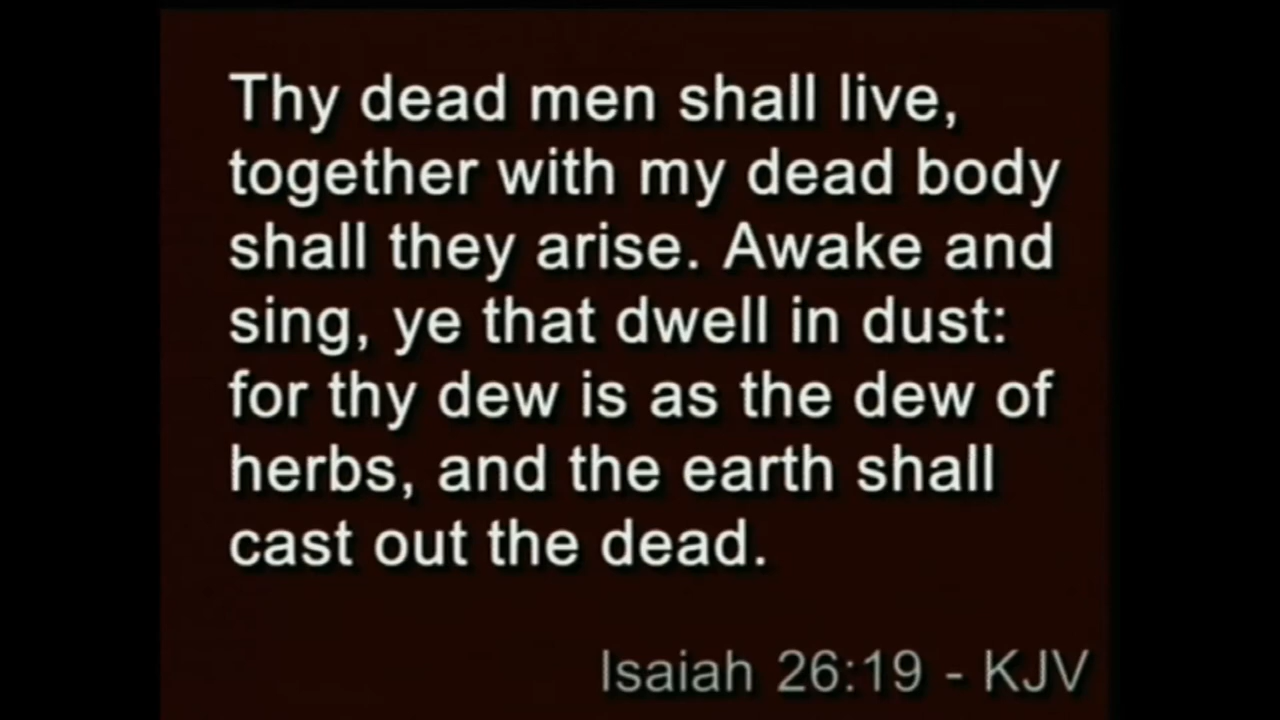 Thy dead men shall live,
together with my dead body
shall they arise. Awake and
sing, ye that dwell in dust:
for thy dew is as the dew of
herbs, and the earth shall
cast out the dead.
Isaiah 26:19 - KJV